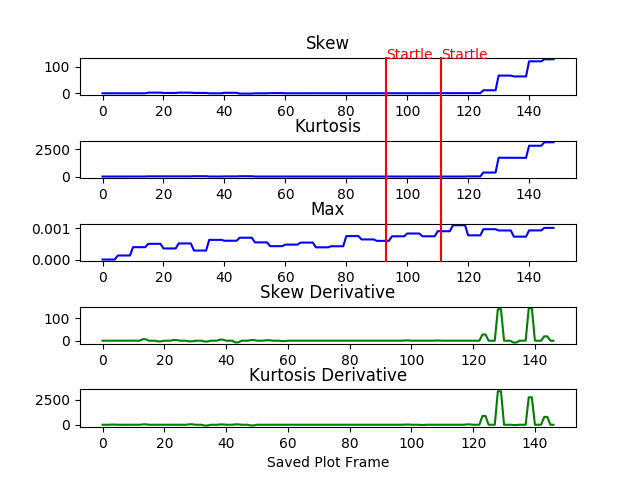 Skew
Startle Startle
100
0
0 20 40 60 80 100 120 140
Kurtosis
2500
0
0 20 40 60 80 100 120 140
Max
0.001
0.000
0 20 40 60 80 100 120 140
Skew Derivative
100
0
0 20 40 60 80 100 120 140
Kurtosis Derivative
2500
0
0 20 40 60 80 100 120 140
Saved Plot Frame